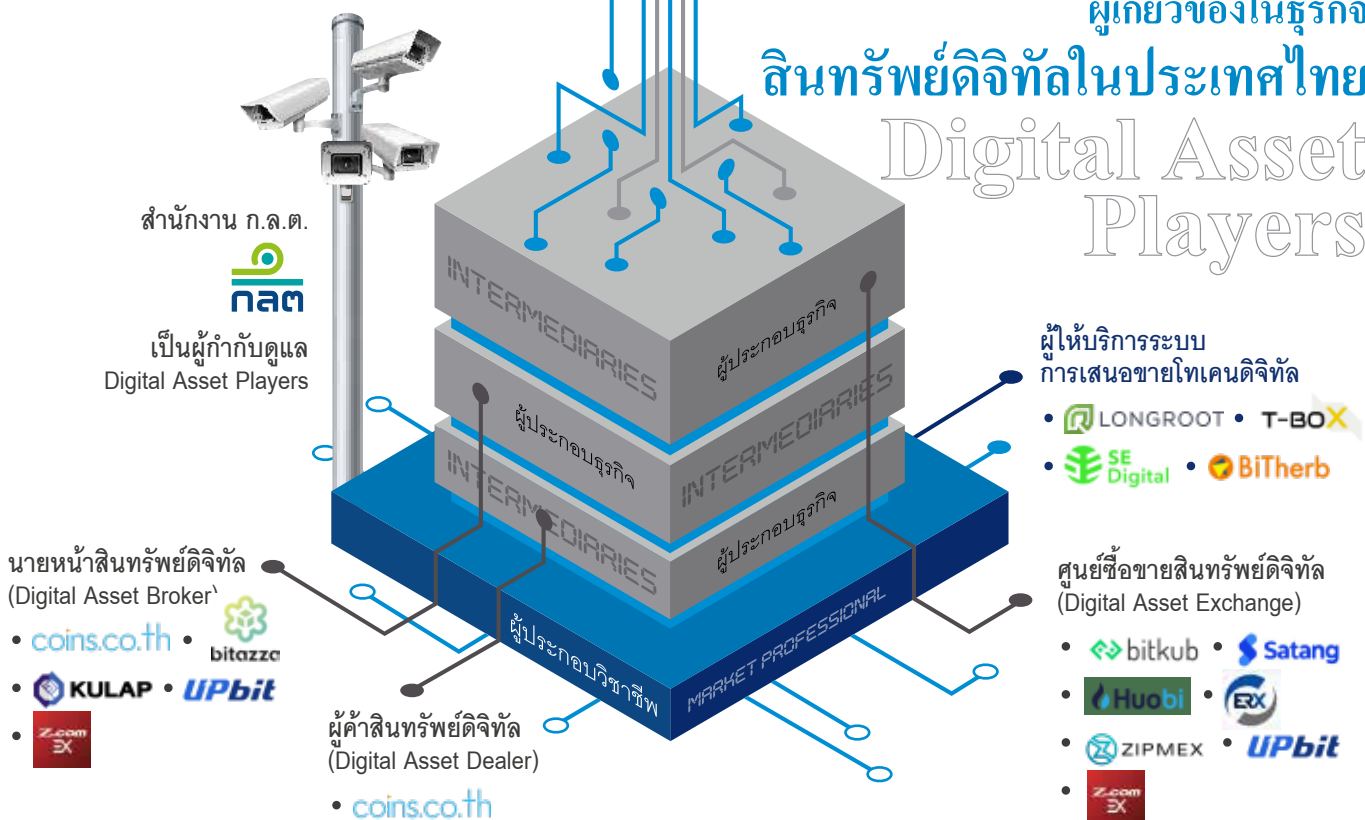 ผู้เกี่ยวข้องในธุรกิจ
สินทรัพย์ดิจิทัลในประเทศไทย
Digital Asset
Players
สำนักงาน ก.ล.ต.
กลต
เป็นผู้กำกับดูแล
Digital Asset Players
INTERMEDIARIES
ผู้ประกอบธุรกิจ
ผู้ประกอบธุรกิจ
INTERMEDIARIES
INTERMEDIARIES
ผู้ประกอบธุรกิจ
ผู้ประกอบวิชาชีพ
MARKET PROFESSIONAL
ผู้ให้บริการระบบ
การเสนอขายโทเคนดิจิทัล
• LONGROOT • T-BOX
• SE Digital • BiTherb
นายหน้าสินทรัพย์ดิจิทัล
(Digital Asset Broker)
• coins.co.th • bitazza
• KULAP • UPbit
• Z.com EX
ผู้ค้าสินทรัพย์ดิจิทัล
(Digital Asset Dealer)
• coins.co.th
ศูนย์ซื้อขายสินทรัพย์ดิจิทัล
(Digital Asset Exchange)
• bitkub • Satang
• Huobi • ERX
• ZIPMEX • UPbit
• Z.com EX